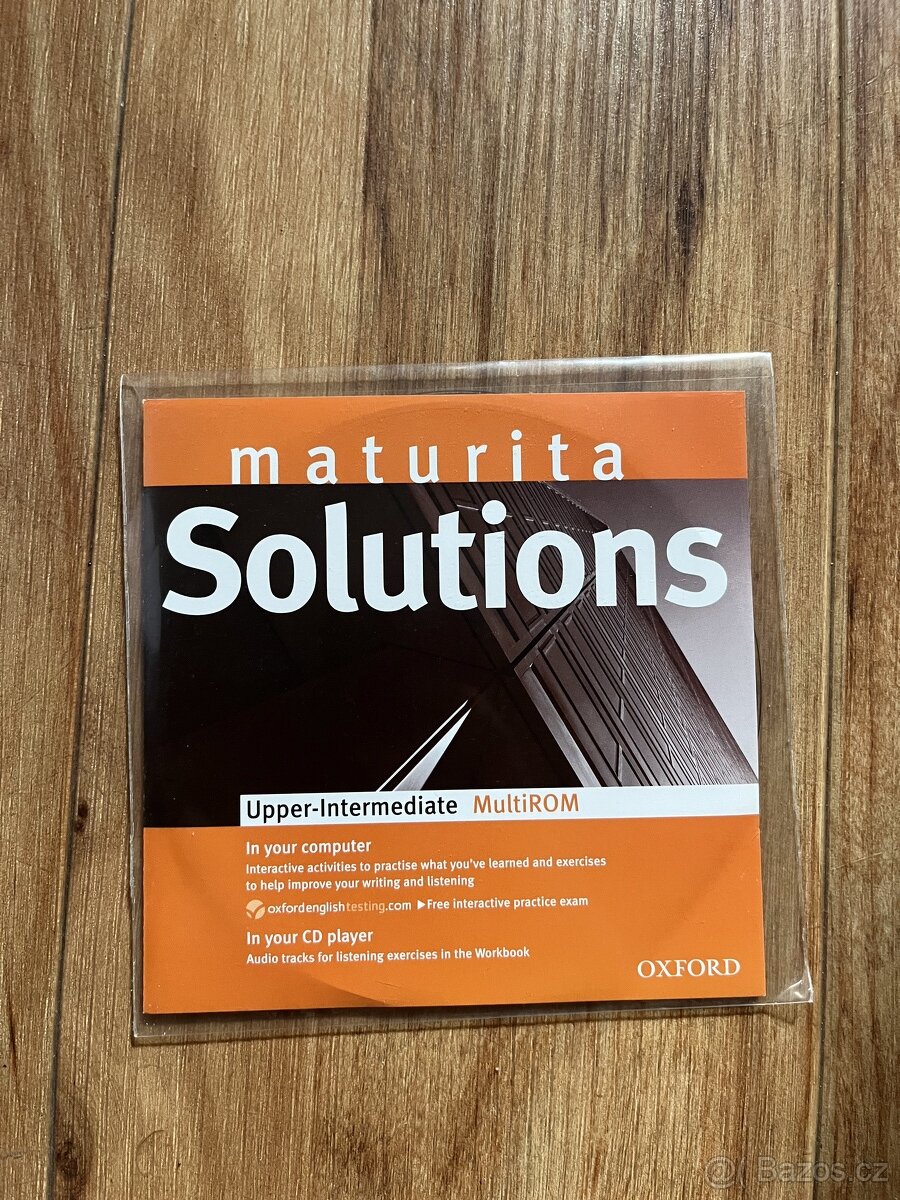 maturita
Solutions
Upper-Intermediate MultiROM
In your computer
Interactive activities to practise what you've learned and exercises
to help improve your writing and listening
oxfordenglishtesting.com ▶Free interactive practice exam
In your CD player
Audio tracks for listening exercises in the Workbook
OXFORD
@ Bazoš.cz